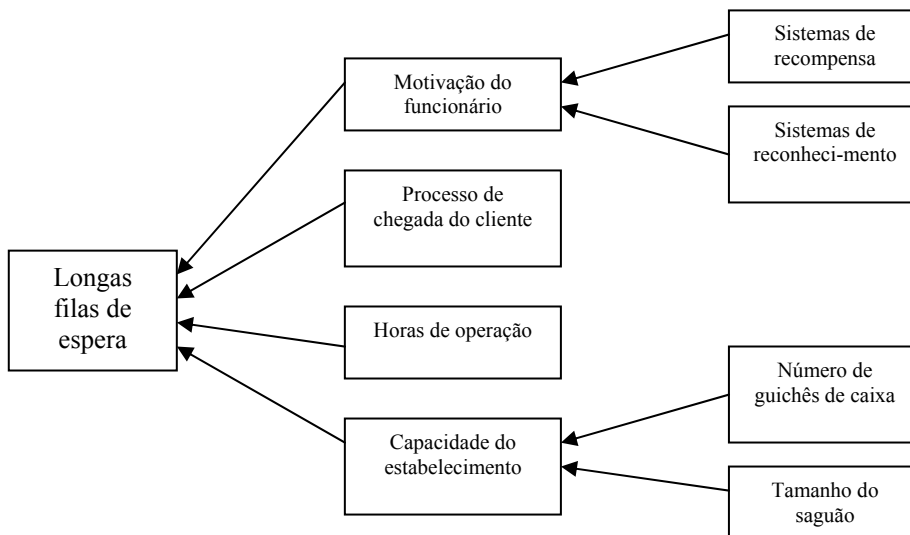 Sistemas de
recompensa
Motivação do
funcionário
Sistemas de
reconheci-mento
Processo de
chegada do cliente
Longas
filas de
espera
Horas de operação
Número de
guichês de caixa
Capacidade do
estabelecimento
Tamanho do
saguão